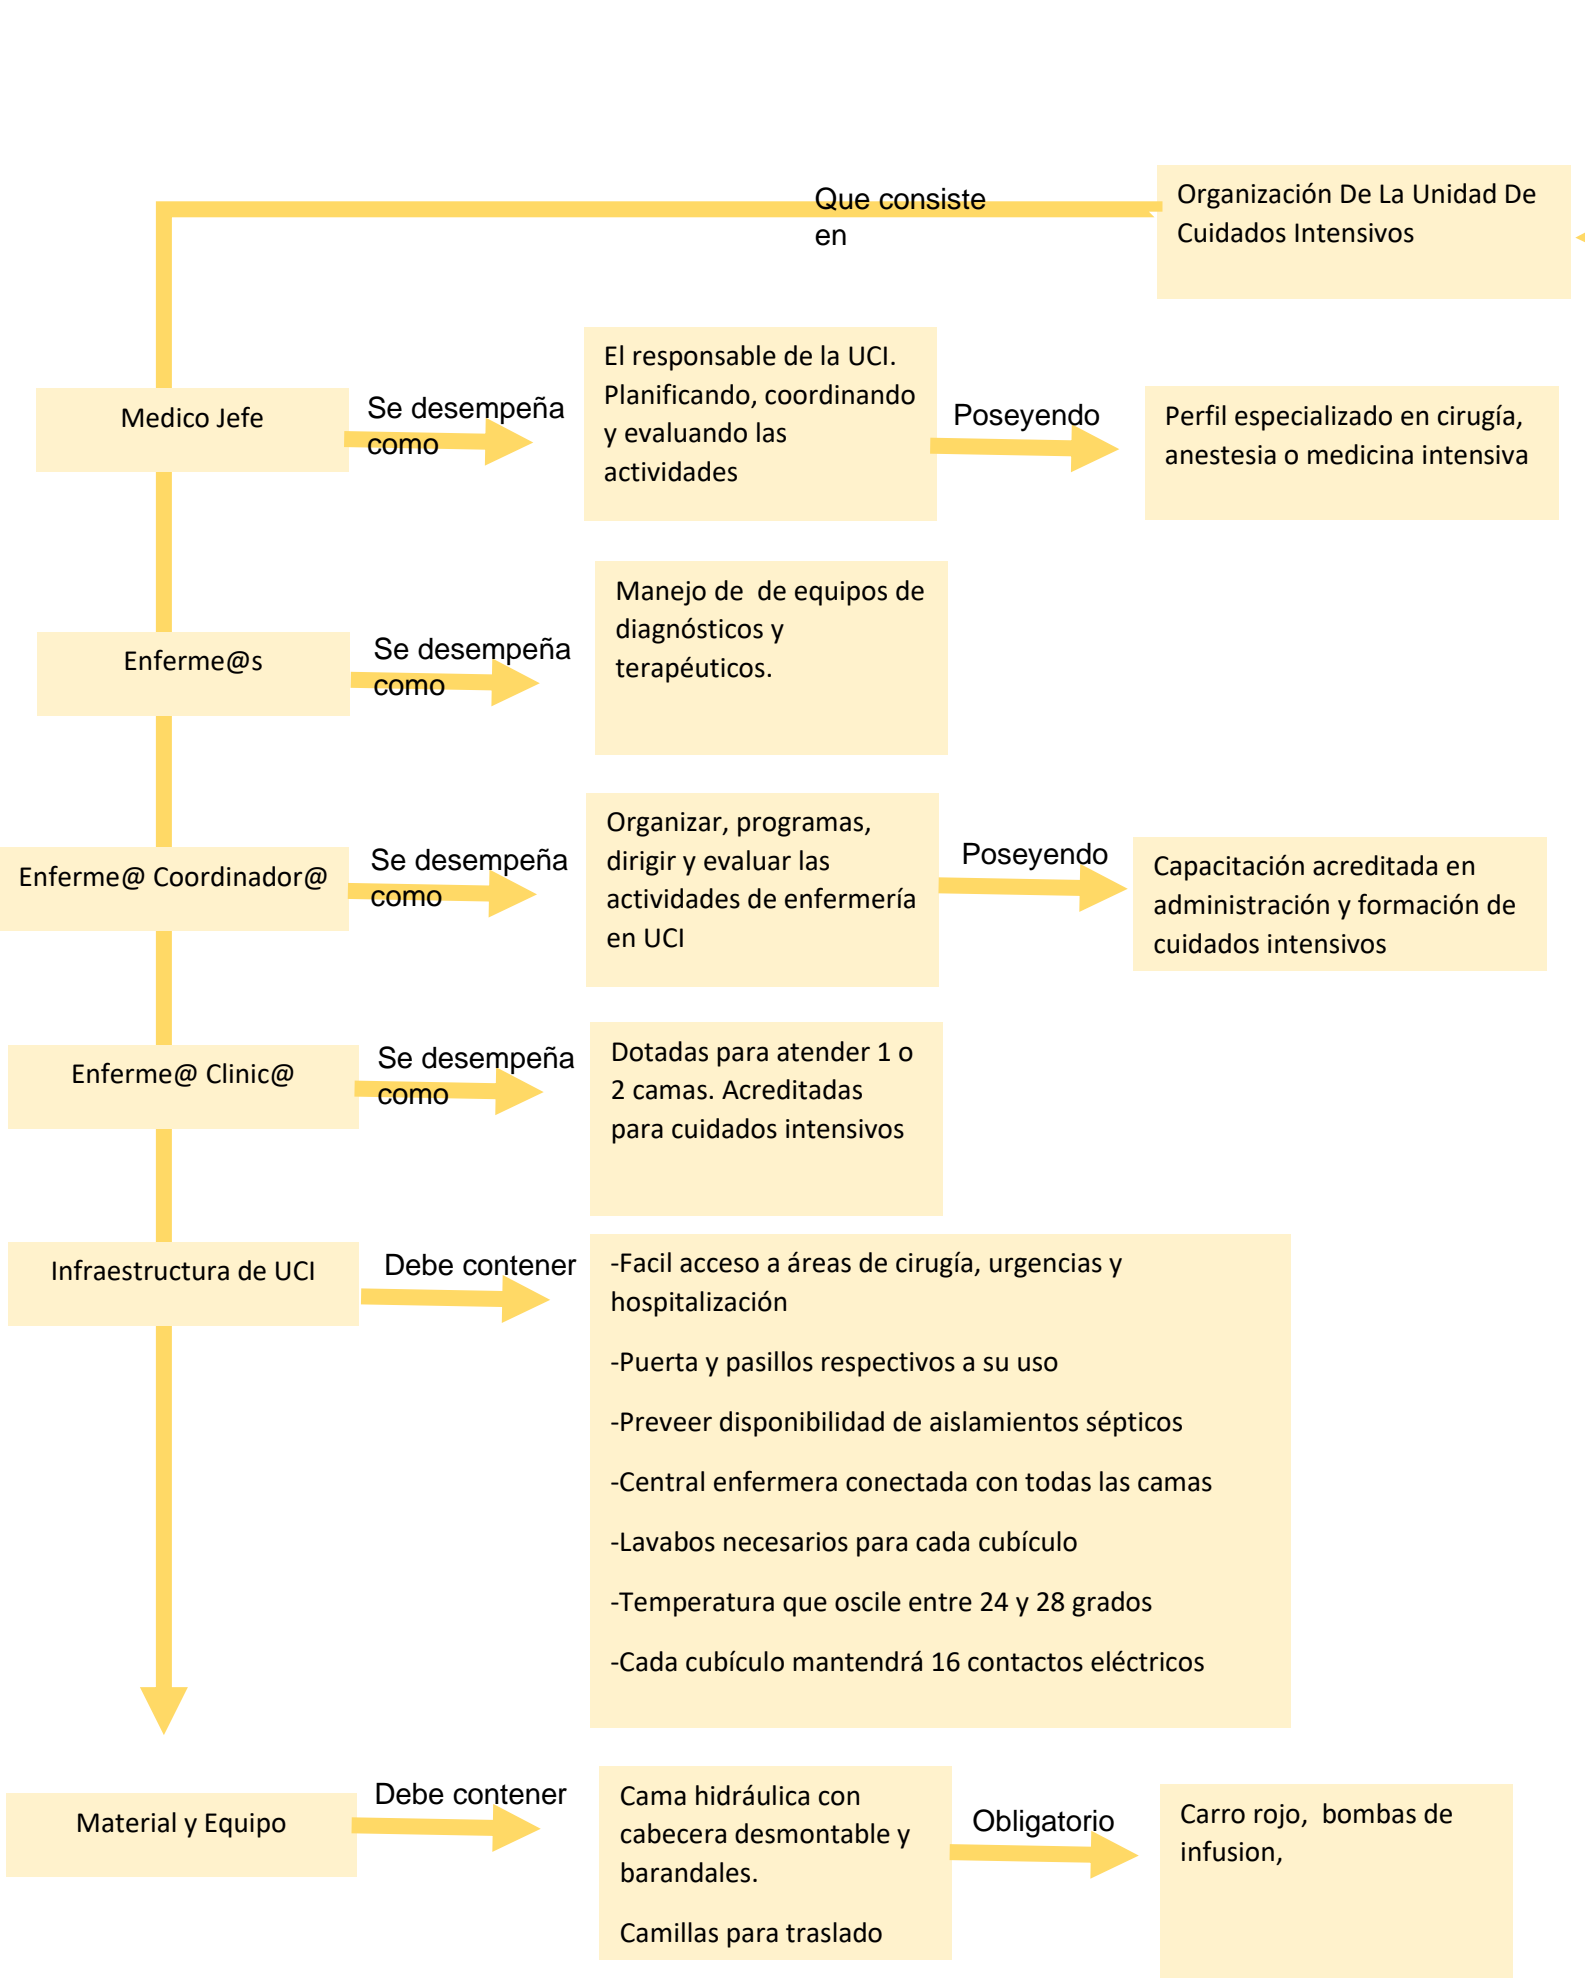 Que consiste
en
Organización De La Unidad De
Cuidados Intensivos
Medico Jefe
Se desempeña
como
El responsable de la UCI.
Planificando, coordinando
y evaluando las
actividades
Poseyendo
Perfil especializado en cirugía,
anestesia o medicina intensiva
Enferme@s
Se desempeña
como
Manejo de  de equipos de
diagnósticos y
terapéuticos.
Enferme@ Coordinador@
Se desempeña
como
Organizar, programas,
dirigir y evaluar las
actividades de enfermería
en UCI
Poseyendo
Capacitación acreditada en
administración y formación de
cuidados intensivos
Enferme@ Clinic@
Se desempeña
como
Dotadas para atender 1 o
2 camas. Acreditadas
para cuidados intensivos
Infraestructura de UCI
Debe contener
-Facil acceso a áreas de cirugía, urgencias y
hospitalización
-Puerta y pasillos respectivos a su uso
-Preveer disponibilidad de aislamientos sépticos
-Central enfermera conectada con todas las camas
-Lavabos necesarios para cada cubículo
-Temperatura que oscile entre 24 y 28 grados
-Cada cubículo mantendrá 16 contactos eléctricos
Material y Equipo
Debe contener
Cama hidráulica con
cabecera desmontable y
barandales.
Camillas para traslado
Obligatorio
Carro rojo,  bombas de
infusion,